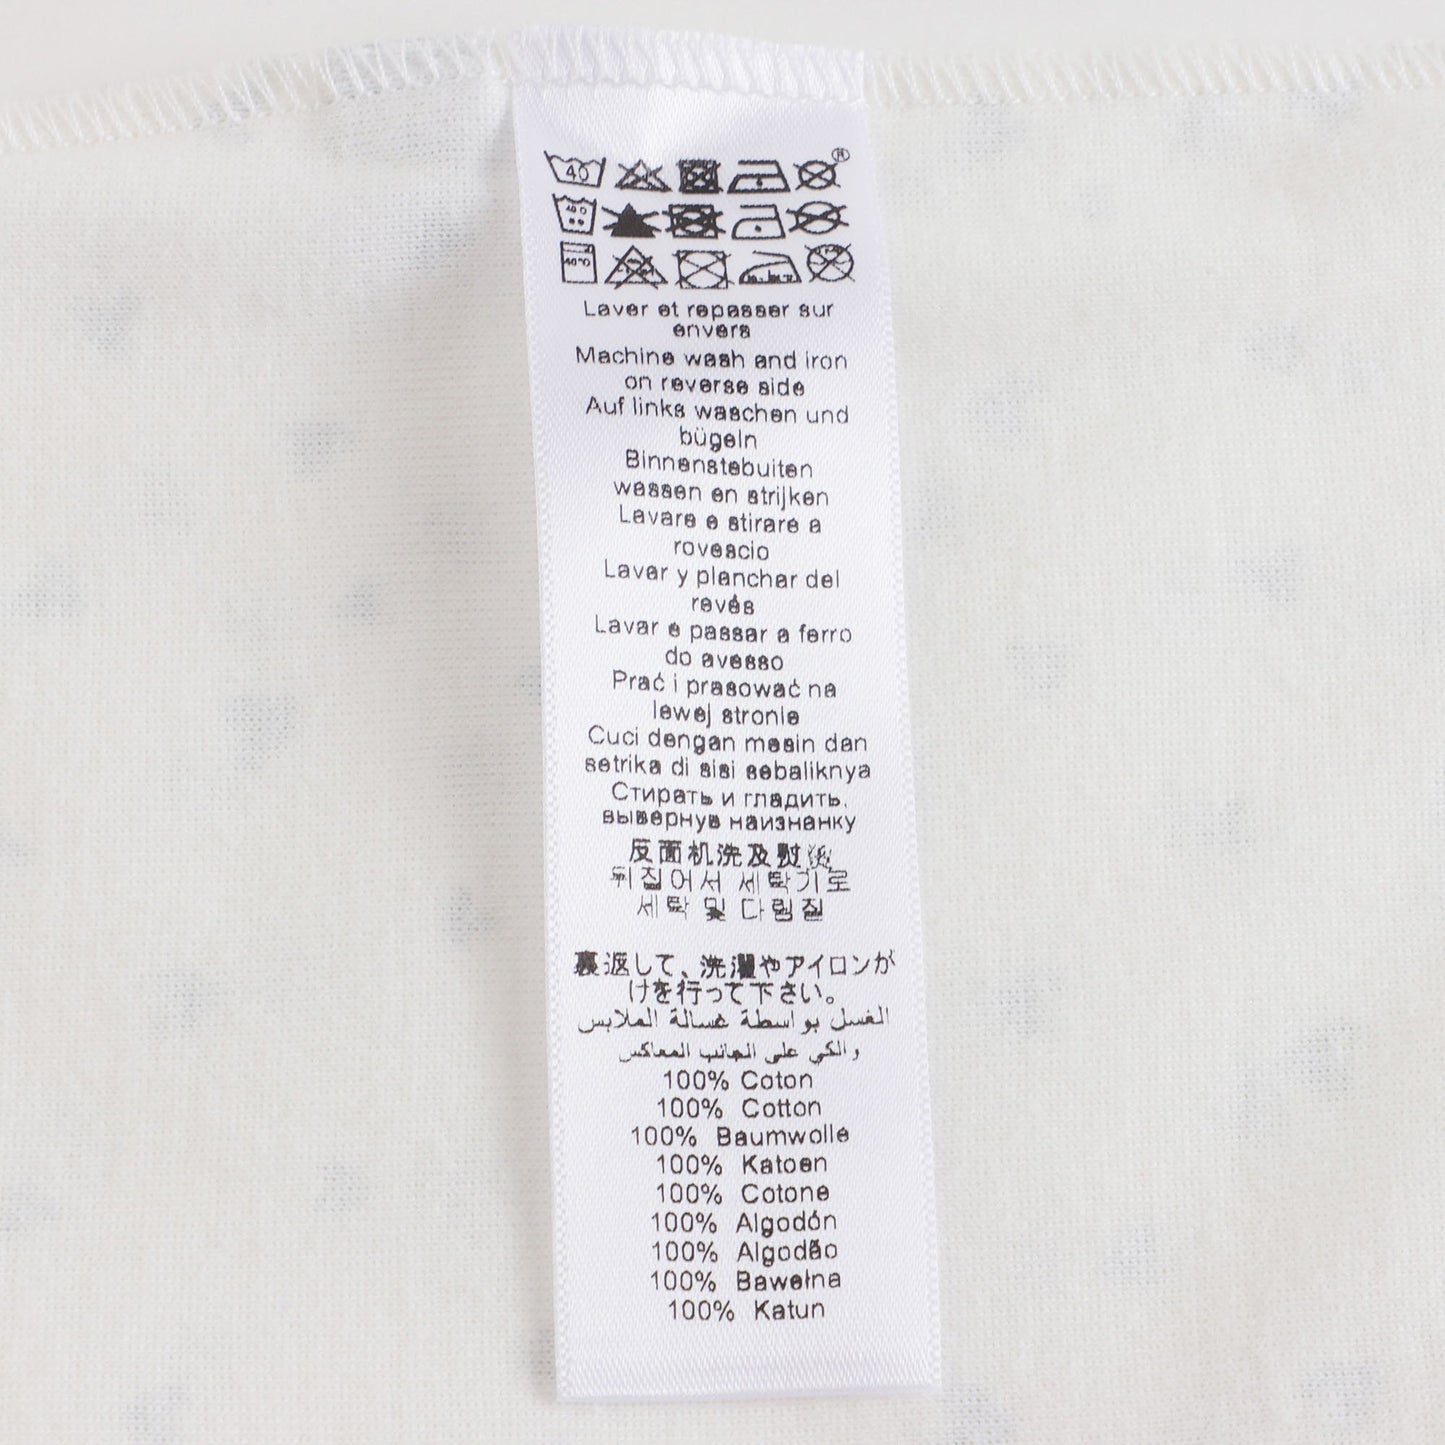 40
®
40 C
40°C
Laver et repasser sur
envers
Machine wash and iron
on reverse side
Auf links waschen und
bügeln
Binnenstebuiten
wassen en strijken
Lavare e stirare a
rovescio
Lavar y planchar del
revés
Lavar e passar a ferro
do avesso
Prać i prasować na
lewej stronie
Cuci dengan mesin dan
setrika di sisi sebaliknya
Стирать и гладить,
вывернув наизнанку
反面机洗及熨烫
뒤집어서 세탁기로
세탁 및 다림질
裏返して、洗濯やアイロンが
けを行って下さい。
الغسل بواسطة غسالة الملابس
والكي على الجانب المعاكس
100% Coton
100% Cotton
100% Baumwolle
100% Katoen
100% Cotone
100% Algodón
100% Algodão
100% Bawełna
100% Katun